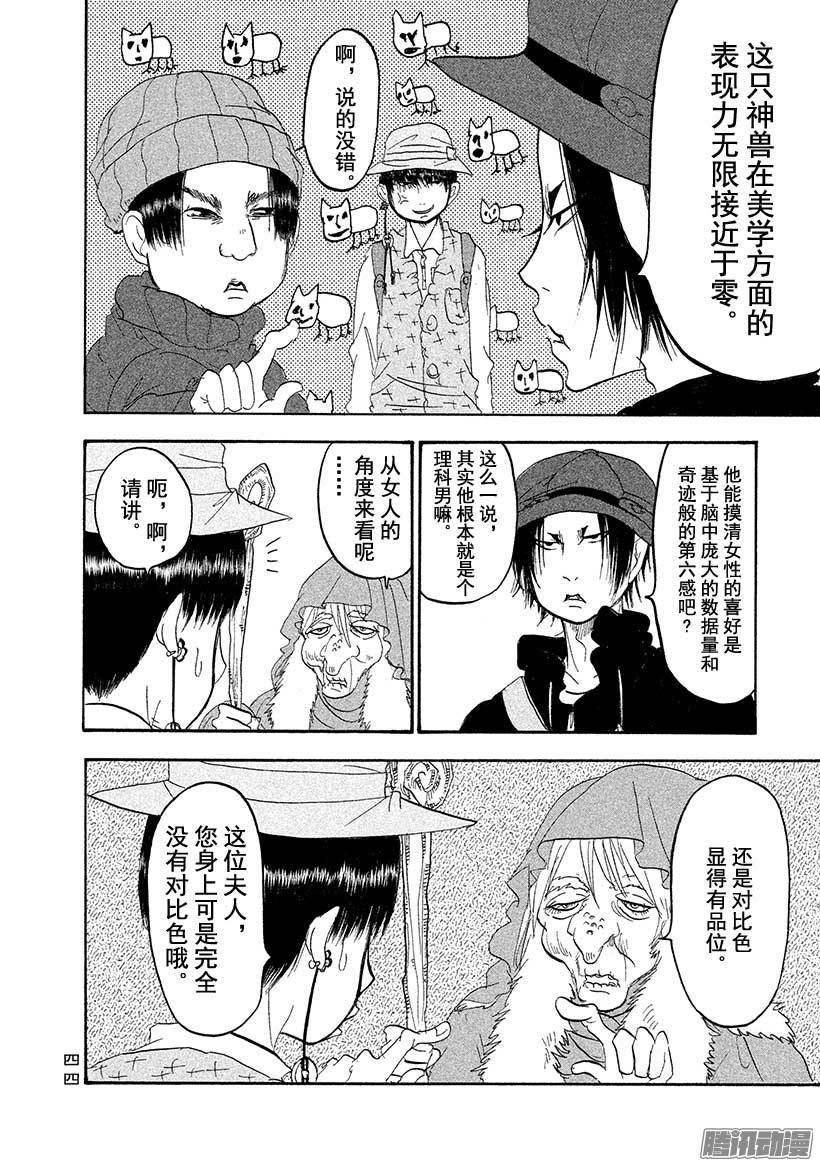 这只神兽在美学方面的
表现力无限接近于零。
啊，说的没错。
他能摸清女性的喜好是
基于脑中庞大的数据量和
奇迹般的第六感吧？
这么一说，
其实他根本就是个
理科男嘛。
从女人的
角度来看呢
……
呃，啊，
请讲。
还是对比色
显得有品位。
这位夫人，
您身上可是完全
没有对比色哦。
四四
腾讯动漫